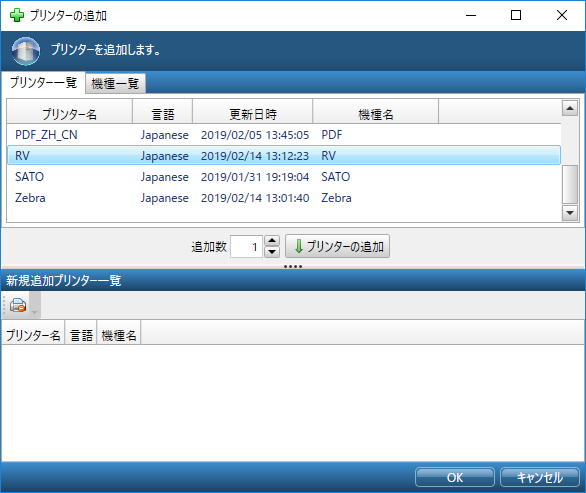 プリンターの追加
プリンターを追加します。
プリンター一覧 機種一覧
プリンター名 言語 更新日時 機種名
PDF_ZH_CN Japanese 2019/02/05 13:45:05 PDF
RV Japanese 2019/02/14 13:12:23 RV
SATO Japanese 2019/01/31 19:19:04 SATO
Zebra Japanese 2019/02/14 13:01:40 Zebra
追加数 1 プリンターの追加
新規追加プリンター一覧
プリンター名 言語 機種名
OK キャンセル